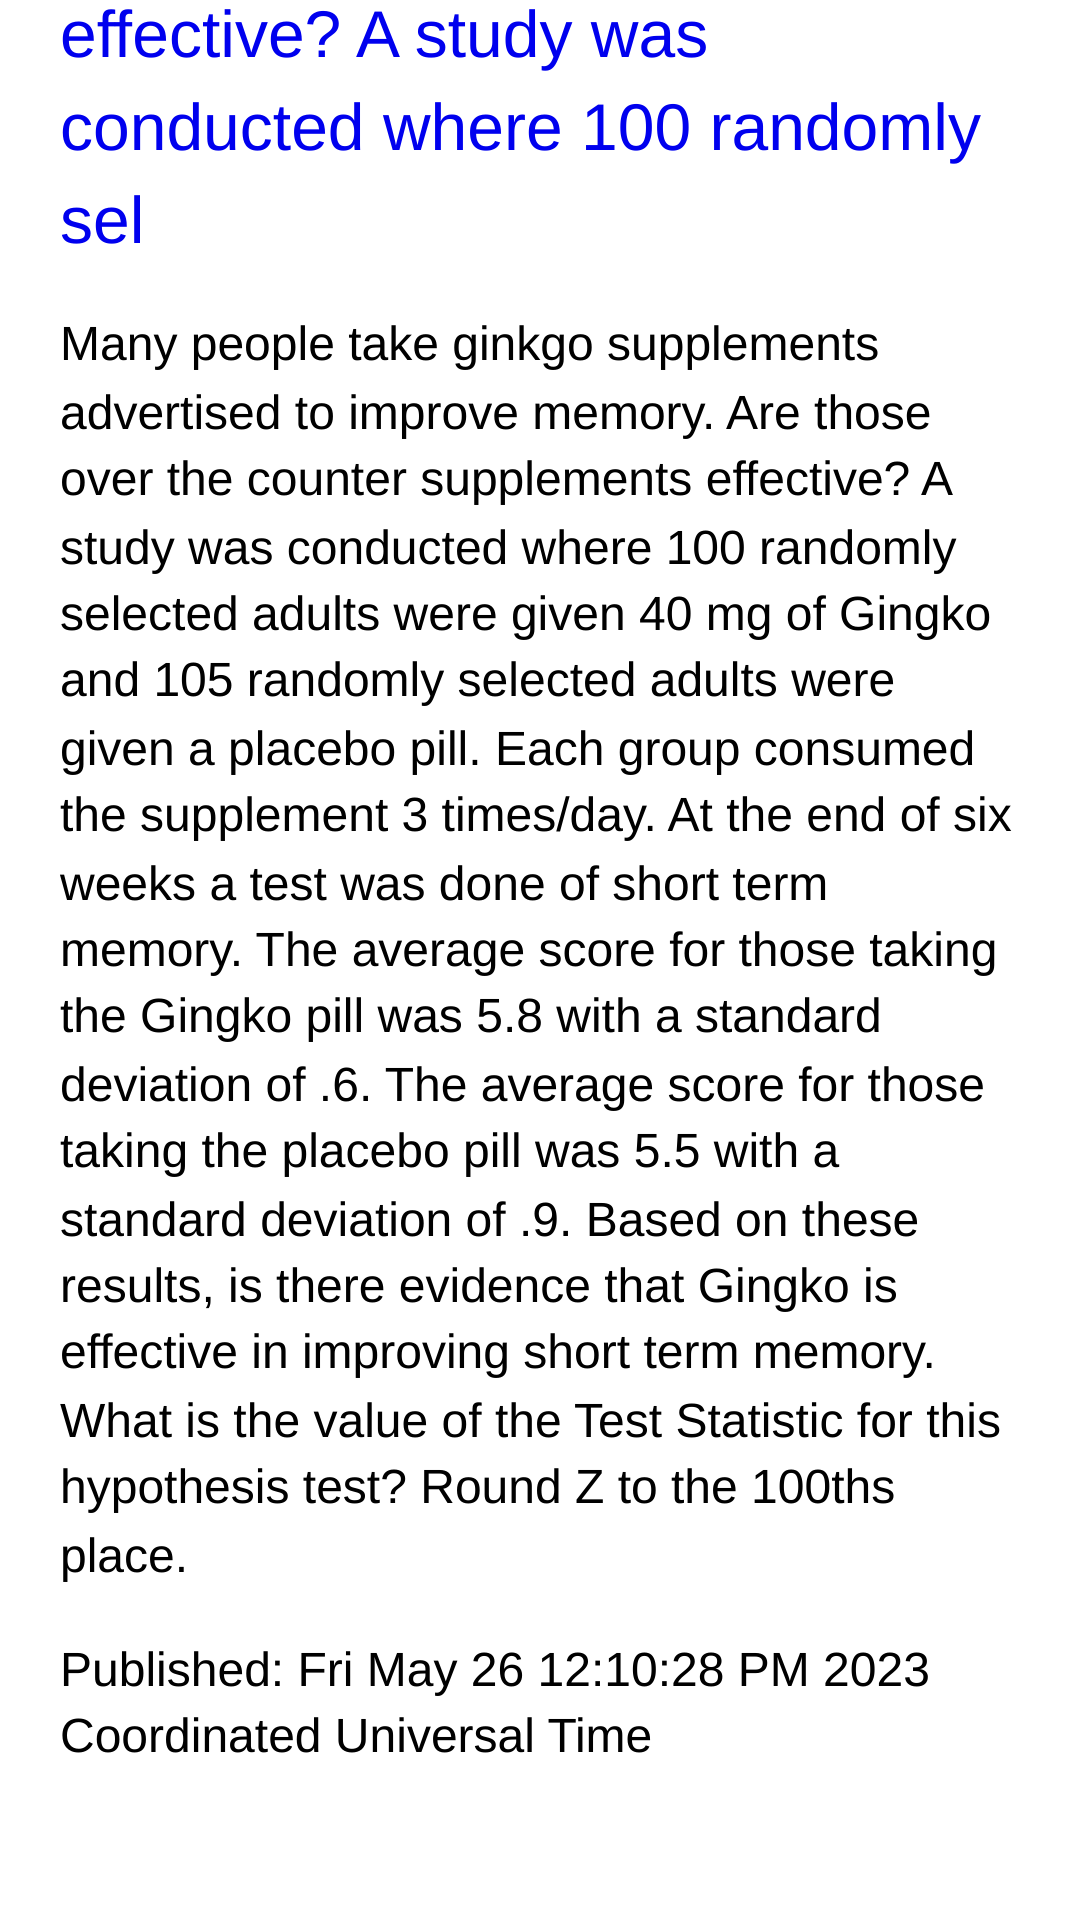 effective? A study was
conducted where 100 randomly
sel
Many people take ginkgo supplements
advertised to improve memory. Are those
over the counter supplements effective? A
study was conducted where 100 randomly
selected adults were given 40 mg of Gingko
and 105 randomly selected adults were
given a placebo pill. Each group consumed
the supplement 3 times/day. At the end of six
weeks a test was done of short term
memory. The average score for those taking
the Gingko pill was 5.8 with a standard
deviation of .6. The average score for those
taking the placebo pill was 5.5 with a
standard deviation of .9. Based on these
results, is there evidence that Gingko is
effective in improving short term memory.
What is the value of the Test Statistic for this
hypothesis test? Round Z to the 100ths
place.
Published: Fri May 26 12:10:28 PM 2023
Coordinated Universal Time